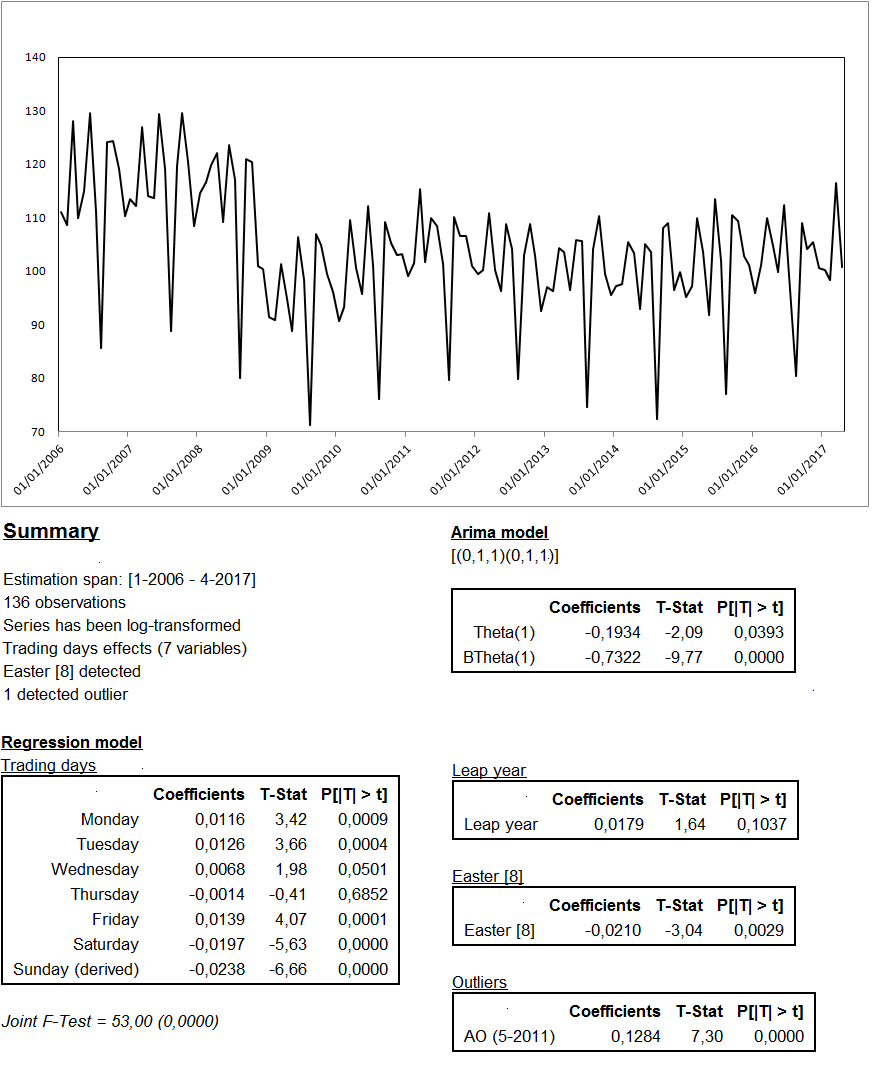 140
130
120
110
100
90
80
70
01/01/2006
01/01/2007
01/01/2008
01/01/2009
01/01/2010
01/01/2011
01/01/2012
01/01/2013
01/01/2014
01/01/2015
01/01/2016
01/01/2017
Summary
Estimation span: [1-2006 - 4-2017]
136 observations
Series has been log-transformed
Trading days effects (7 variables)
Easter [8] detected
1 detected outlier
Arima model
[(0,1,1)(0,1,1)]
Coefficients T-Stat P[|T| > t]
Theta(1) -0,1934 -2,09 0,0393
BTheta(1) -0,7322 -9,77 0,0000
Regression model
Trading days
Coefficients T-Stat P[|T| > t]
Monday 0,0116 3,42 0,0009
Tuesday 0,0126 3,66 0,0004
Wednesday 0,0068 1,98 0,0501
Thursday -0,0014 -0,41 0,6852
Friday 0,0139 4,07 0,0001
Saturday -0,0197 -5,63 0,0000
Sunday (derived) -0,0238 -6,66 0,0000
Joint F-Test = 53,00 (0,0000)
Leap year
Coefficients T-Stat P[|T| > t]
Leap year 0,0179 1,64 0,1037
Easter [8]
Coefficients T-Stat P[|T| > t]
Easter [8] -0,0210 -3,04 0,0029
Outliers
Coefficients T-Stat P[|T| > t]
AO (5-2011) 0,1284 7,30 0,0000